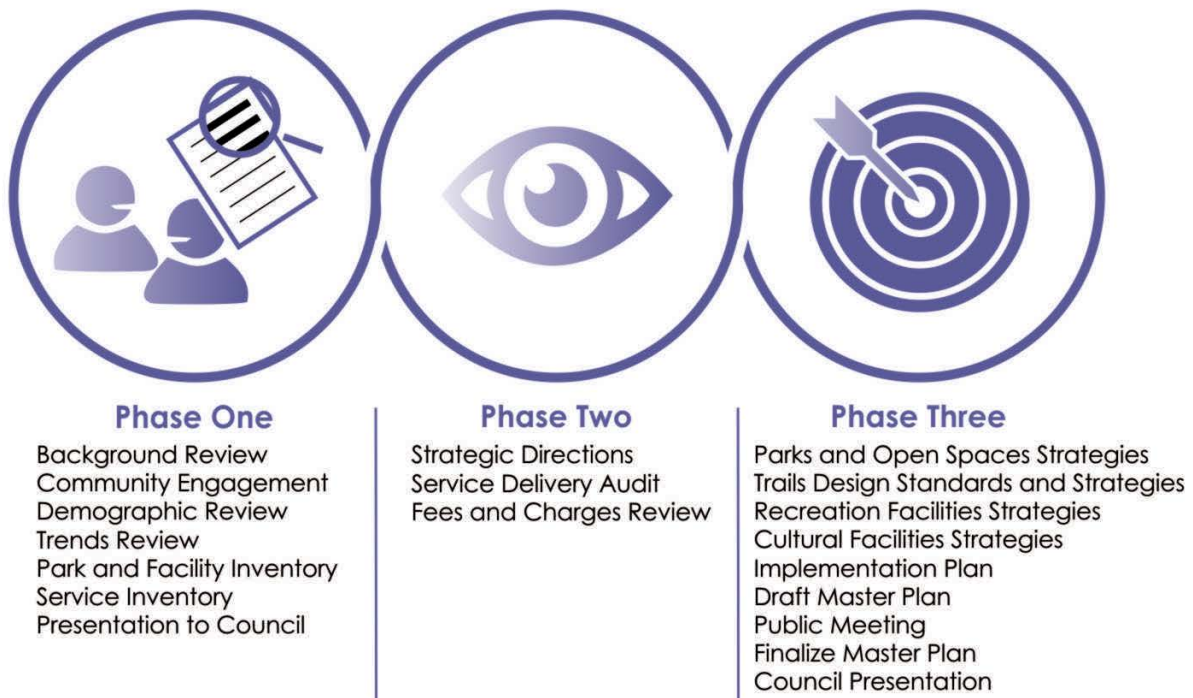 Phase One
Background Review
Community Engagement
Demographic Review
Trends Review
Park and Facility Inventory
Service Inventory
Presentation to Council
Phase Two
Strategic Directions
Service Delivery Audit
Fees and Charges Review
Phase Three
Parks and Open Spaces Strategies
Trails Design Standards and Strategies
Recreation Facilities Strategies
Cultural Facilities Strategies
Implementation Plan
Draft Master Plan
Public Meeting
Finalize Master Plan
Council Presentation